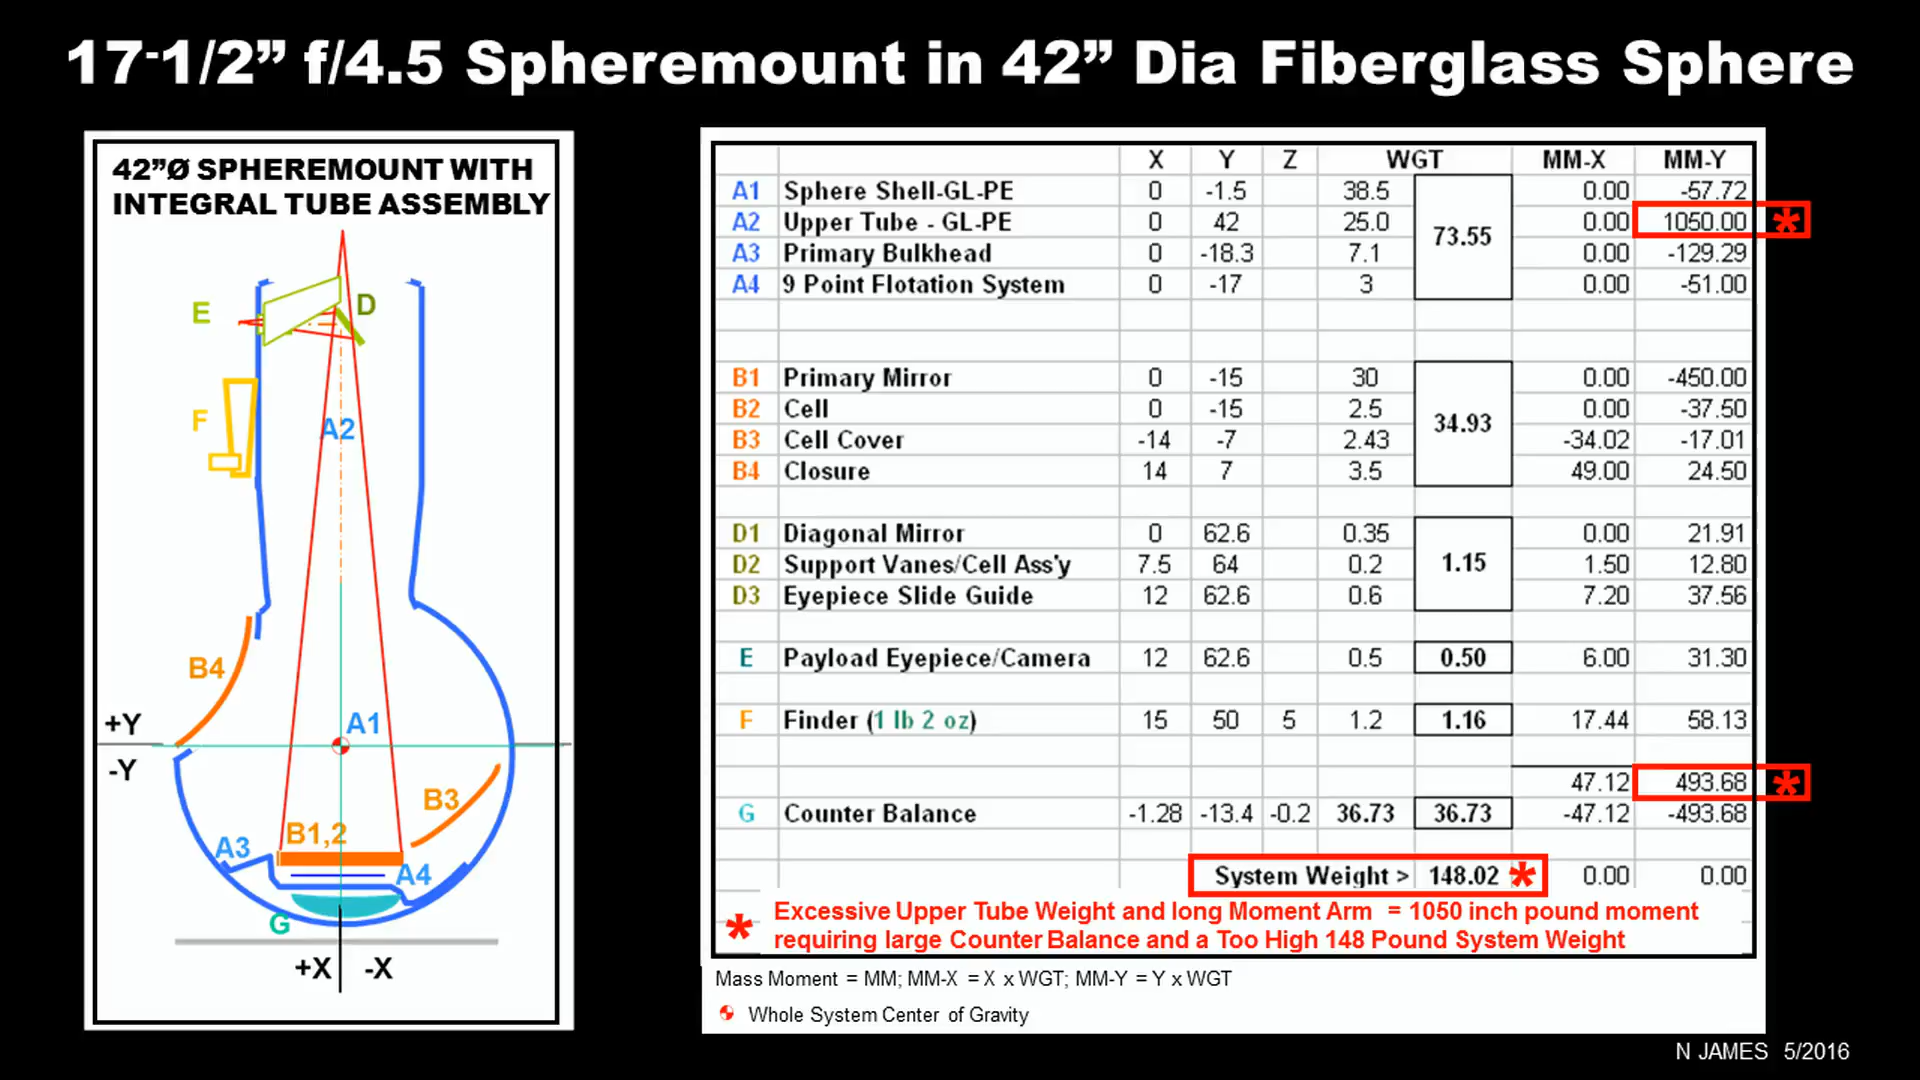 17-1/2” f/4.5 Spheremount in 42” Dia Fiberglass Sphere
42”Ø SPHEREMOUNT WITH
INTEGRAL TUBE ASSEMBLY
E
D
F
A2
B4
+Y
A1
-Y
B3
B1,2
A3
A4
G
+X -X
X Y Z WGT MM-X MM-Y
A1 Sphere Shell-GL-PE 0 -1.5 38.5 0.00 -57.72
A2 Upper Tube - GL-PE 0 42 25.0 0.00 1050.00 *
73.55
A3 Primary Bulkhead 0 -18.3 7.1 0.00 -129.29
A4 9 Point Flotation System 0 -17 3 0.00 -51.00
B1 Primary Mirror 0 -15 30 0.00 -450.00
B2 Cell 0 -15 2.5 0.00 -37.50
34.93
B3 Cell Cover -14 -7 2.43 -34.02 -17.01
B4 Closure 14 7 3.5 49.00 24.50
D1 Diagonal Mirror 0 62.6 0.35 0.00 21.91
D2 Support Vanes/Cell Ass'y 7.5 64 0.2 1.15 1.50 12.80
D3 Eyepiece Slide Guide 12 62.6 0.6 7.20 37.56
E Payload Eyepiece/Camera 12 62.6 0.5 0.50 6.00 31.30
F Finder (1 lb 2 oz) 15 50 5 1.2 1.16 17.44 58.13
47.12 493.68 *
G Counter Balance -1.28 -13.4 -0.2 36.73 36.73 -47.12 -493.68
System Weight > 148.02 * 0.00 0.00
* Excessive Upper Tube Weight and long Moment Arm = 1050 inch pound moment
requiring large Counter Balance and a Too High 148 Pound System Weight
Mass Moment = MM; MM-X = X x WGT; MM-Y = Y x WGT
Whole System Center of Gravity
N JAMES 5/2016